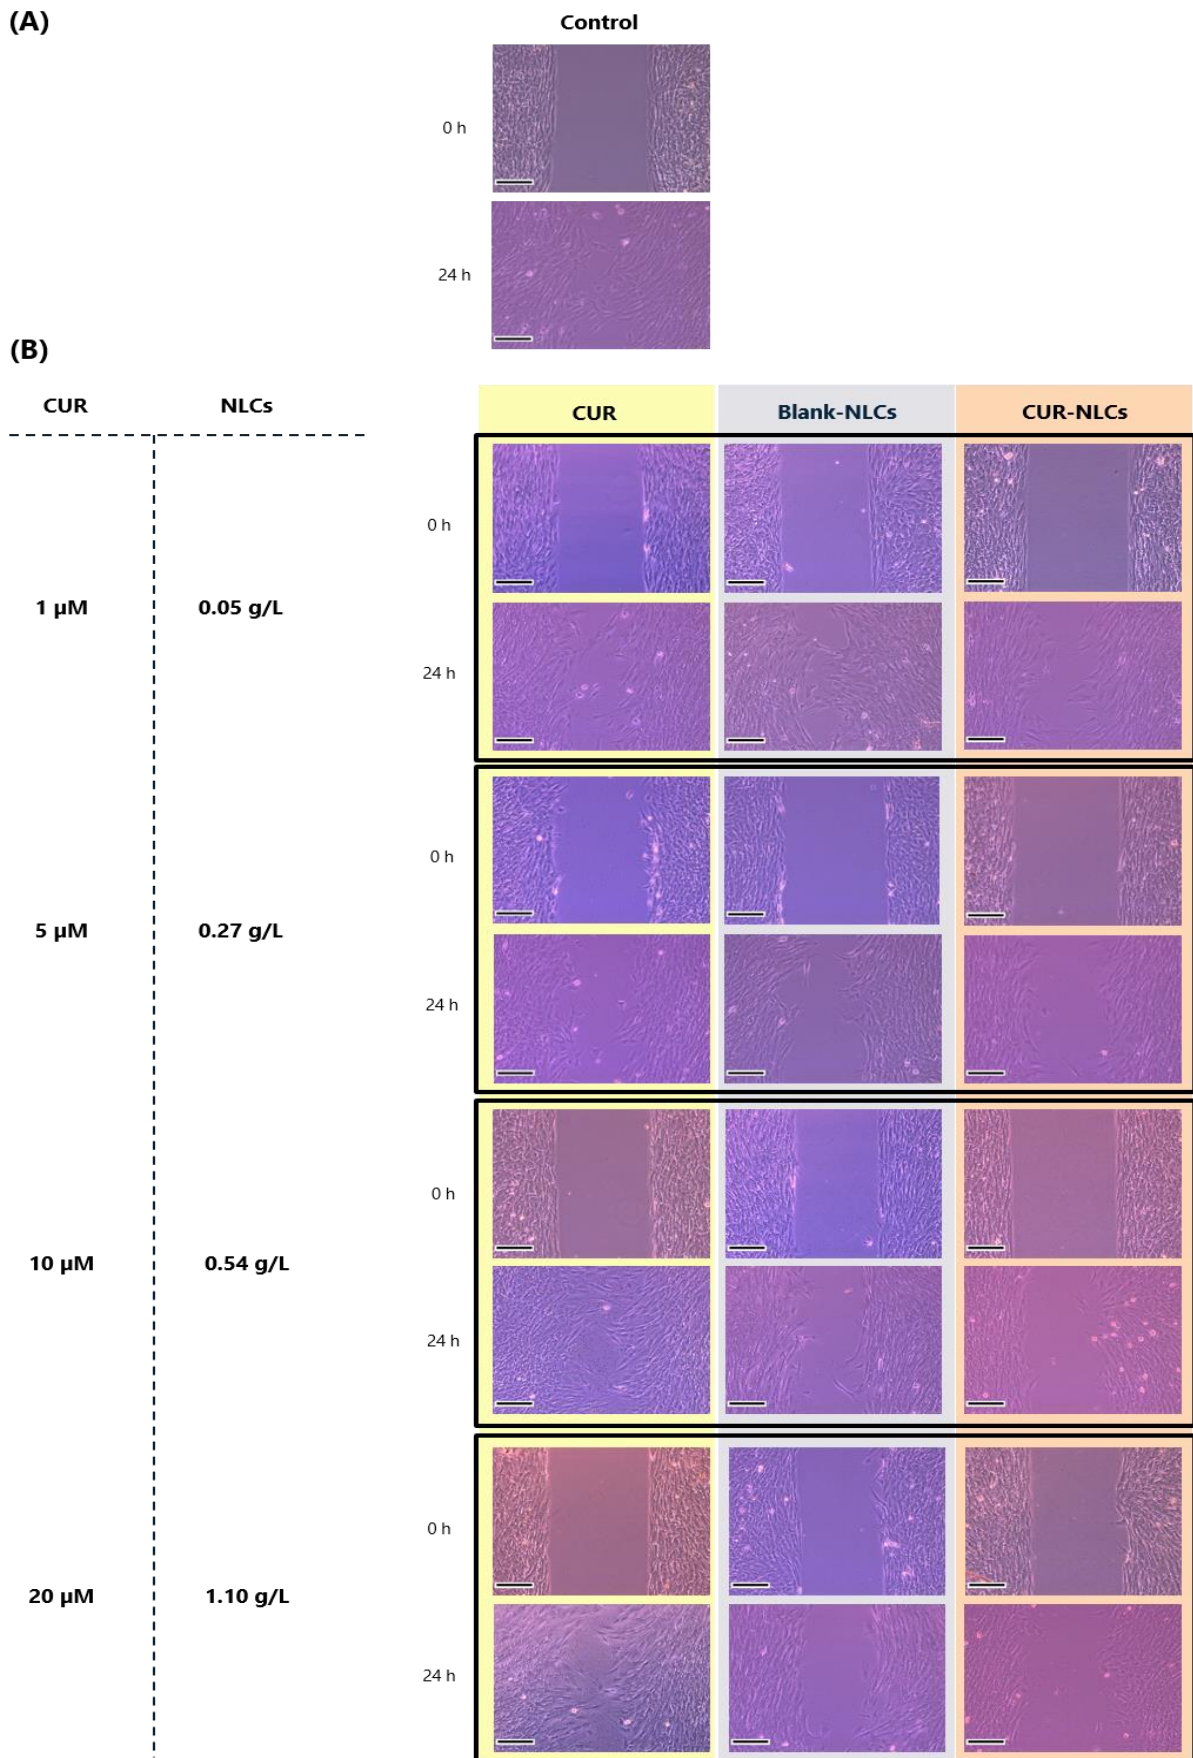 (A)
Control
0 h
24 h
(B)
CUR NLCs
CUR Blank-NLCs CUR-NLCs
0 h
1 µM 0.05 g/L
24 h
0 h
5 µM 0.27 g/L
24 h
0 h
10 µM 0.54 g/L
24 h
0 h
20 µM 1.10 g/L
24 h